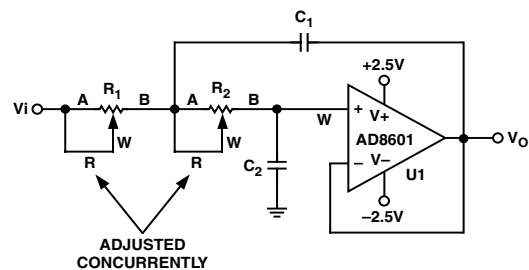 C1
+2.5V
R1
R2
Vi
A
B
A
B
W
+
V+
AD8601
VO
W
W
R
R
C2
–
V–
U1
–2.5V
ADJUSTED
CONCURRENTLY